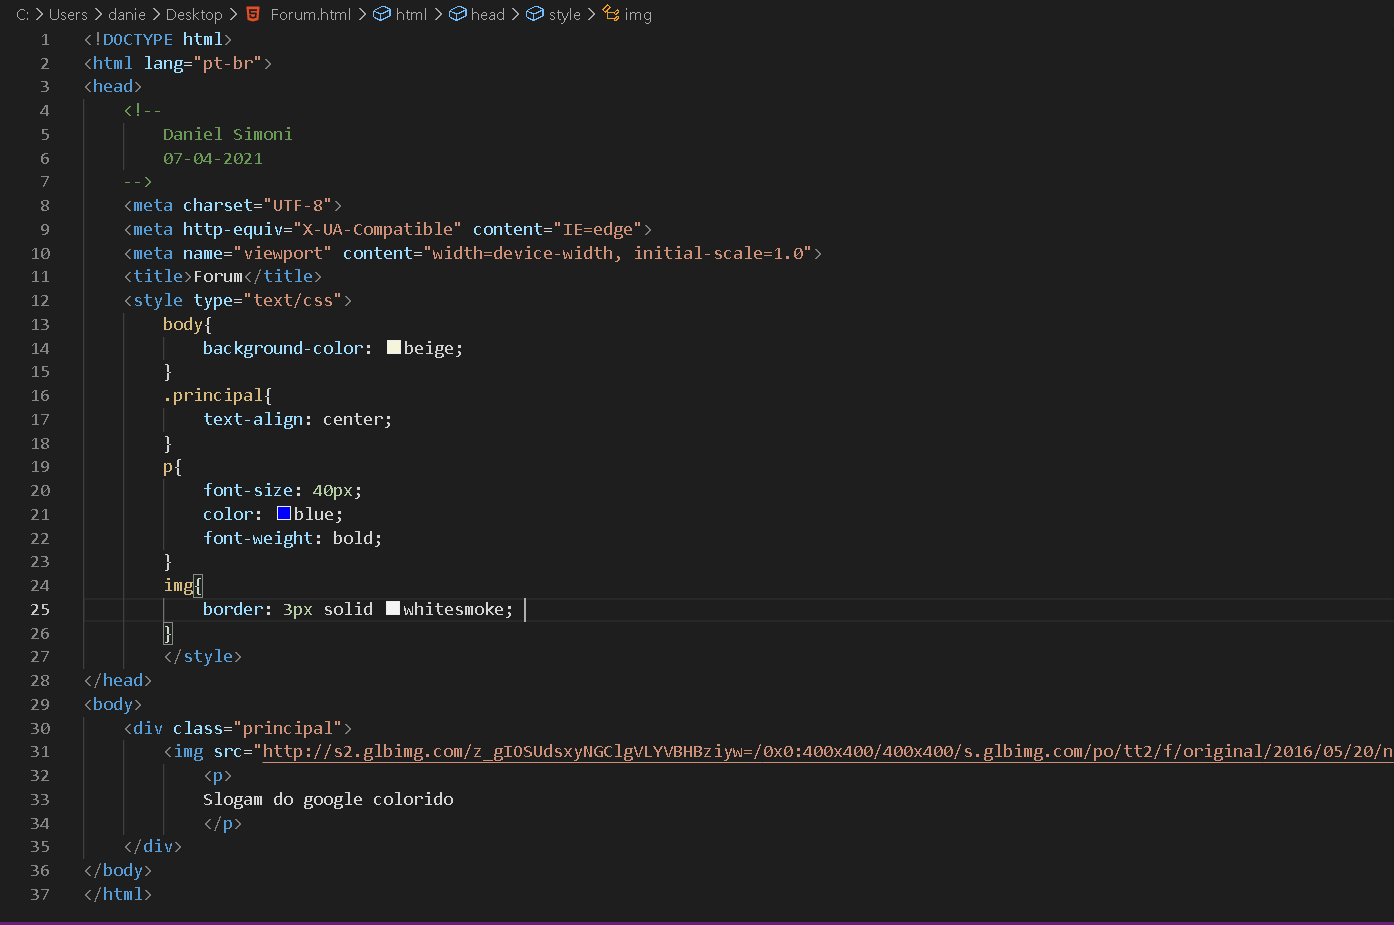 C: > Users > danie > Desktop > Forum.html > html > head > style > img
1 <!DOCTYPE html>
2 <html lang="pt-br">
3 <head>
4 <!--
5 Daniel Simoni
6 07-04-2021
7 -->
8 <meta charset="UTF-8">
9 <meta http-equiv="X-UA-Compatible" content="IE=edge">
10 <meta name="viewport" content="width=device-width, initial-scale=1.0">
11 <title>Forum</title>
12 <style type="text/css">
13 body{
14 background-color: beige;
15 }
16 .principal{
17 text-align: center;
18 }
19 p{
20 font-size: 40px;
21 color: blue;
22 font-weight: bold;
23 }
24 img{
25 border: 3px solid whitesmoke;
26 }
27 </style>
28 </head>
29 <body>
30 <div class="principal">
31 <img src="http://s2.glbimg.com/z_gIOSUdsxyNGClgVLYVBHBziyw=/0x0:400x400/400x400/s.glbimg.com/po/tt2/f/original/2016/05/20/n
32 <p>
33 Slogam do google colorido
34 </p>
35 </div>
36 </body>
37 </html>